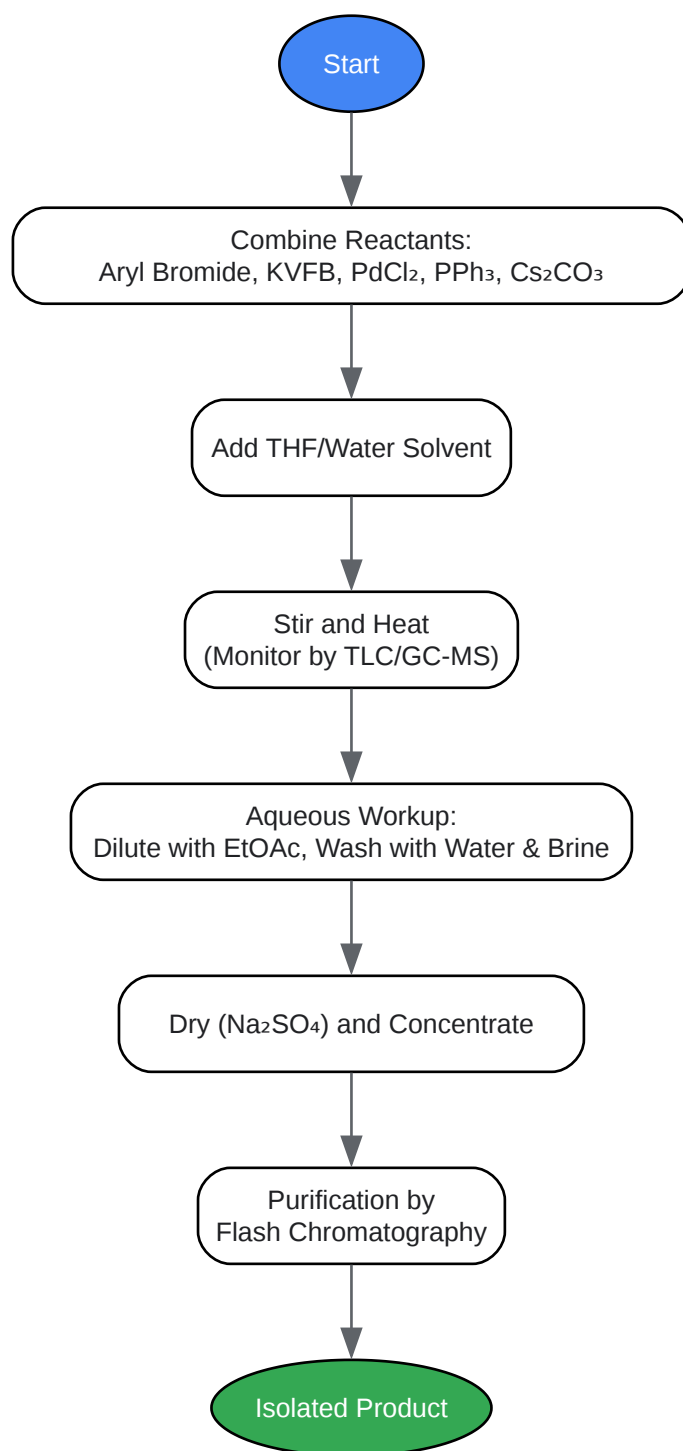 Start
Combine Reactants:
Aryl Bromide, KVFB, PdCl₂, PPh₃, Cs₂CO₃
Add THF/Water Solvent
Stir and Heat
(Monitor by TLC/GC-MS)
Aqueous Workup:
Dilute with EtOAc, Wash with Water & Brine
Dry (Na₂SO₄) and Concentrate
Purification by
Flash Chromatography
Isolated Product